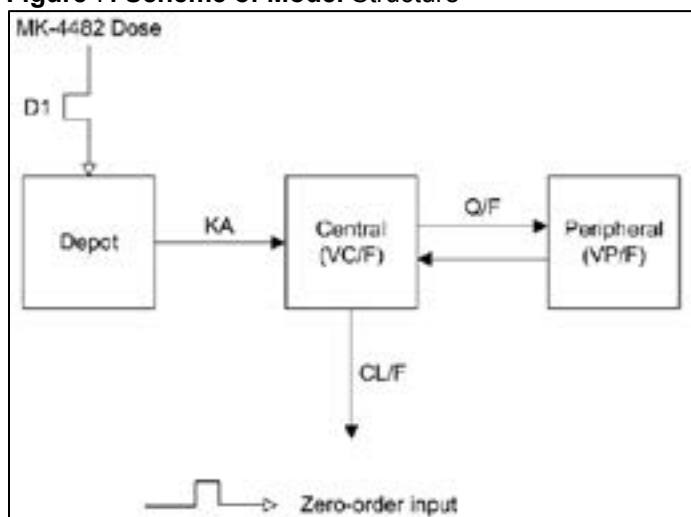 Figure 7: Scheme of Model Structure
MK-4482 Dose
D1
Depot
KA
Central
(VC/F)
Q/F
Peripheral
(VP/F)
CL/F
Zero-order input